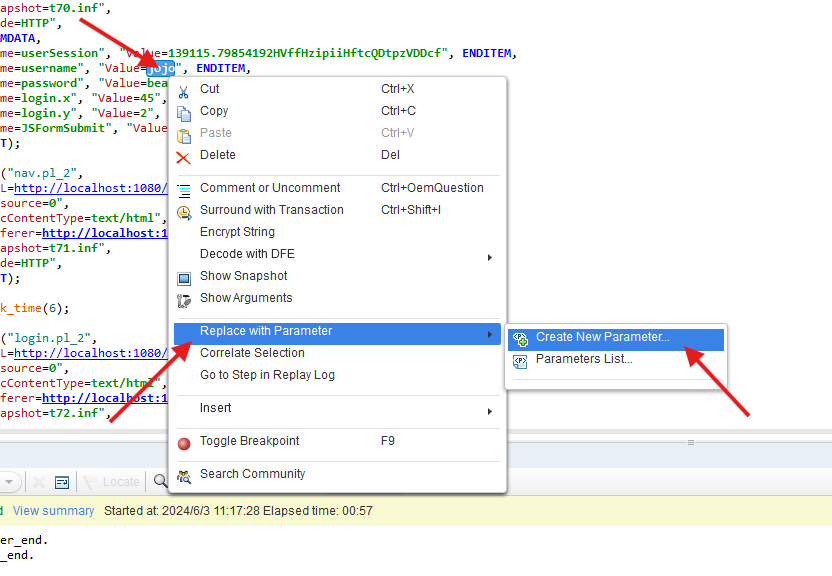 apshot=t70.inf",
de=HTTP",
MDATA,
me=userSession", "Value=139115.79854192HVffHzipiiHftcQDtpzVDDcf", ENDITEM,
me=username", "Value=jojo", ENDITEM,
me=password", "Value=bea
me=login.x", "Value=45",
me=login.y", "Value=2",
me=JSFormSubmit", "Value
T);
("nav.pl_2",
L=http://localhost:1080/
source=0",
cContentType=text/html",
ferer=http://localhost:1
apshot=t71.inf",
de=HTTP",
T);
k_time(6);
("login.pl_2",
L=http://localhost:1080/
source=0",
cContentType=text/html",
ferer=http://localhost:1
apshot=t72.inf",
Cut Ctrl+X
Copy Ctrl+C
Paste Ctrl+V
Delete Del
Comment or Uncomment Ctrl+OemQuestion
Surround with Transaction Ctrl+Shift+I
Encrypt String
Decode with DFE
Show Snapshot
Show Arguments
Replace with Parameter
Correlate Selection
Go to Step in Replay Log
Insert
Toggle Breakpoint F9
Search Community
Create New Parameter...
Parameters List...
Locate
d View summary Started at: 2024/6/3 11:17:28 Elapsed time: 00:57
er_end.
_end.